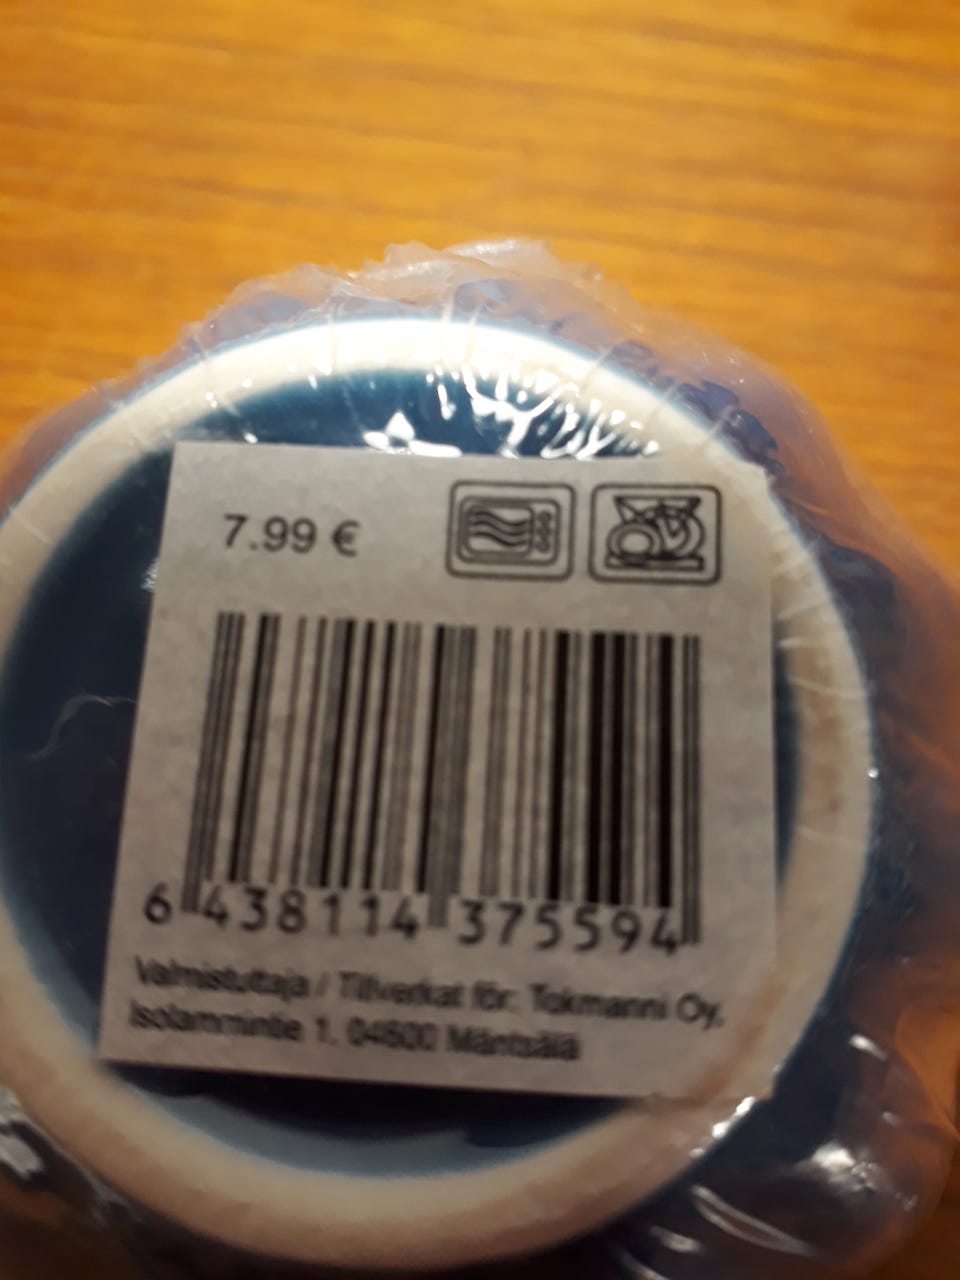 7.99 €
6 438114 375594
Valmistuttaja / Tillverkat för: Tokmanni Oy,
Isolammintie 1, 04600 Mäntsälä